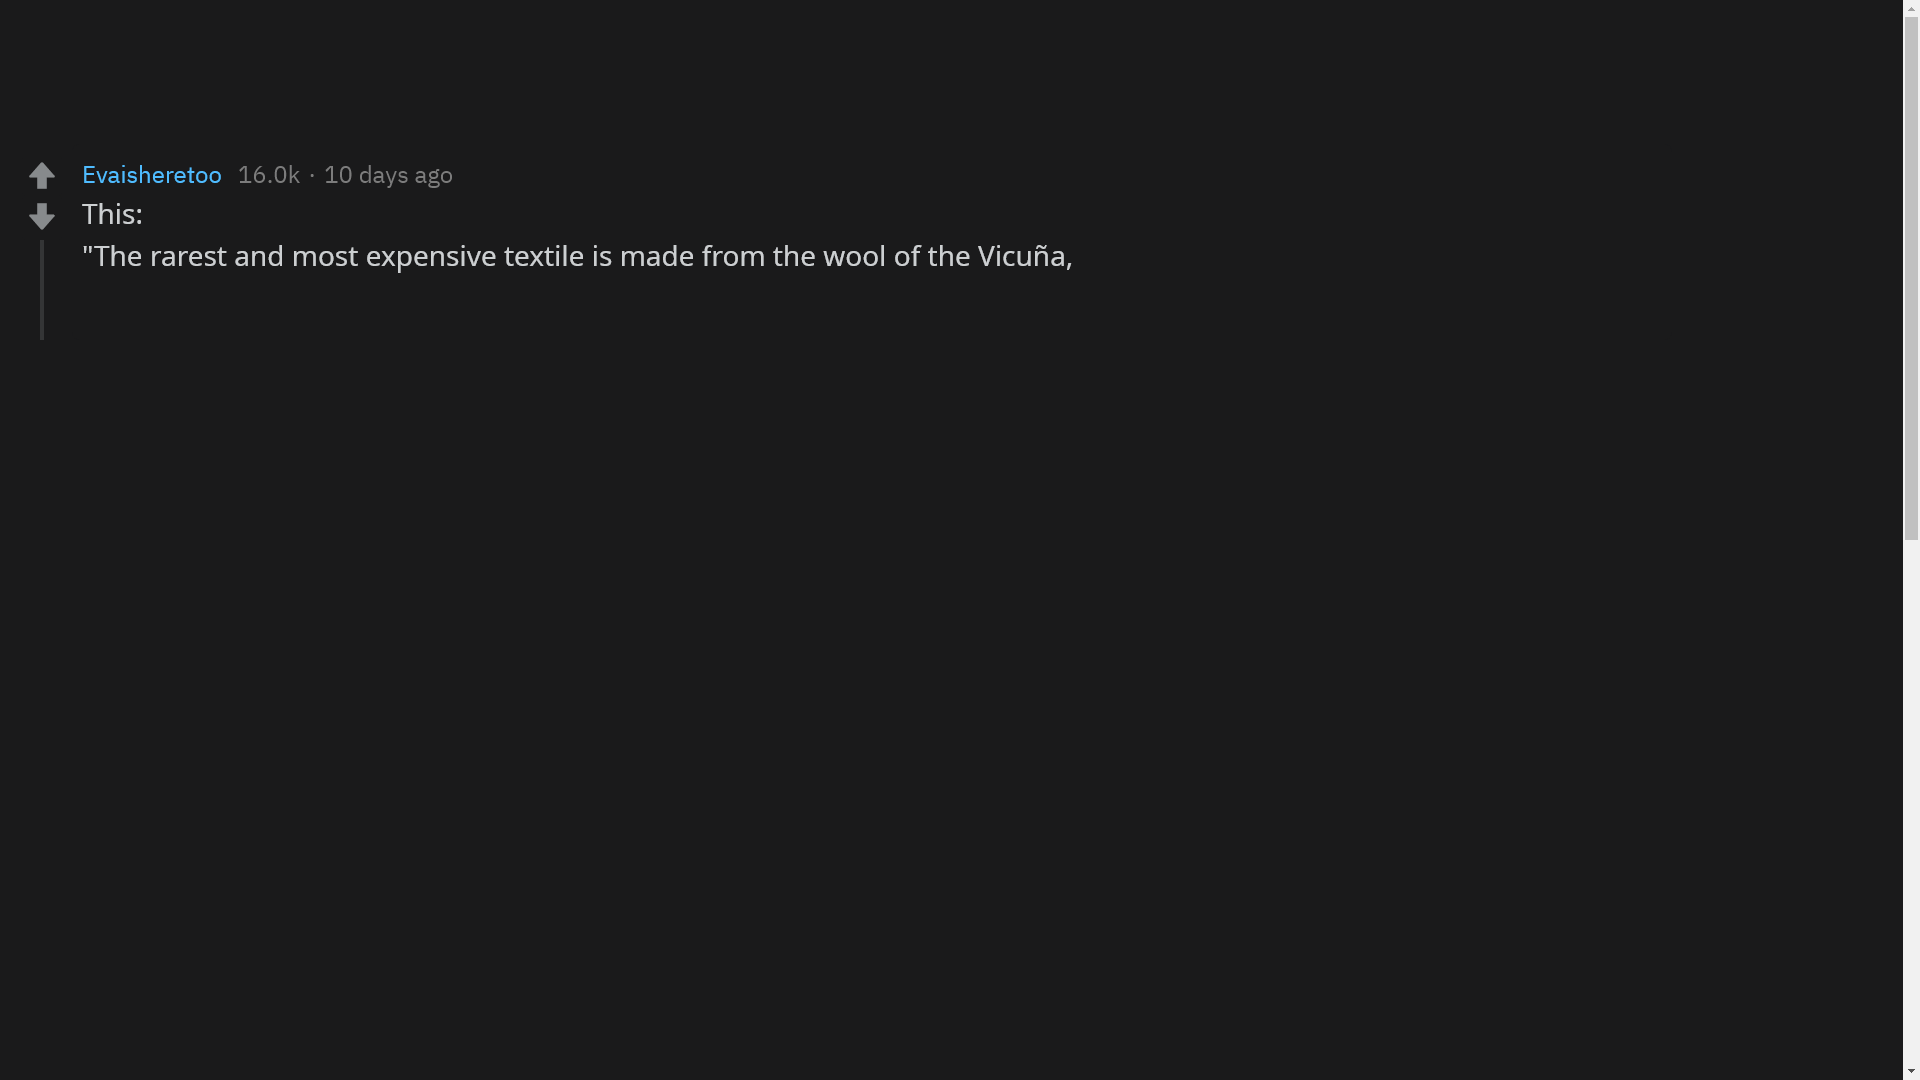 Evaisheretoo 16.0k · 10 days ago
This:
"The rarest and most expensive textile is made from the wool of the Vicuña,